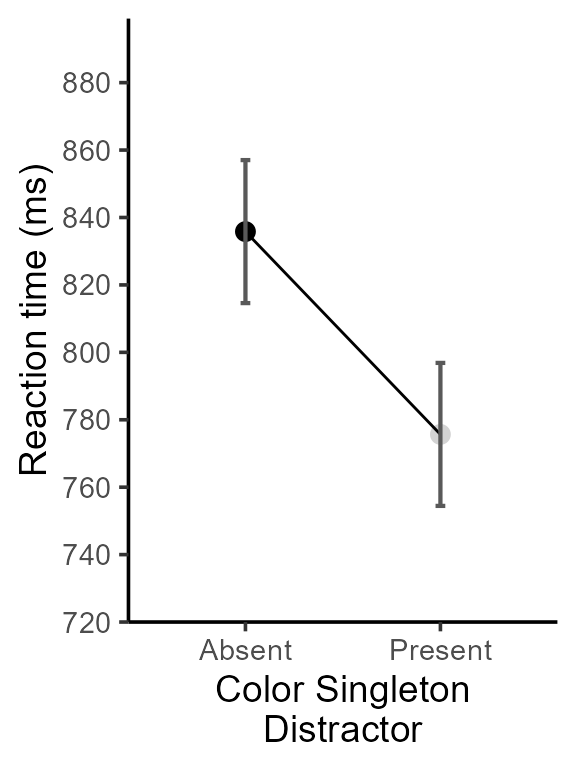 880
860
840
820
800
780
760
740
720
Reaction time (ms)
Absent Present
Color Singleton
Distractor